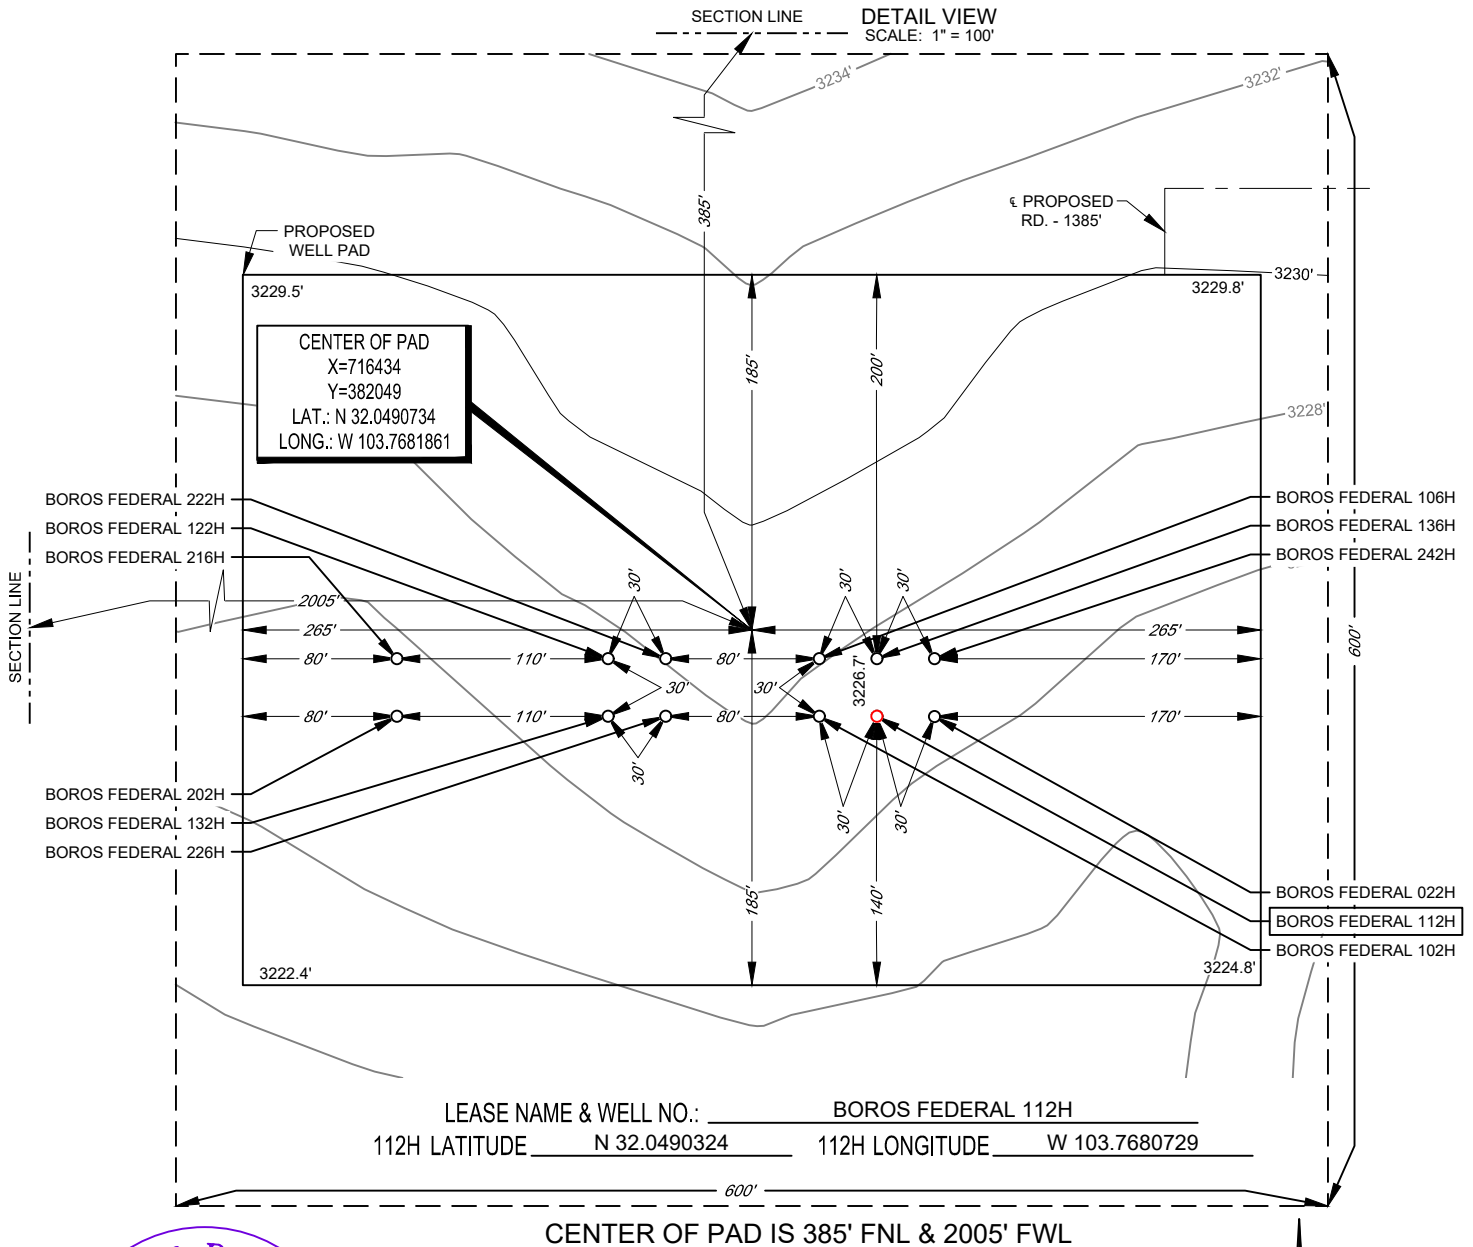 SECTION LINE
DETAIL VIEW
SCALE: 1" = 100'
3234'
3232'
385'
℄ PROPOSED
RD. - 1385'
PROPOSED
WELL PAD
3230'
3229.5'
3229.8'
CENTER OF PAD
X=716434
Y=382049
LAT.: N 32.0490734
LONG.: W 103.7681861
185'
200'
3228'
BOROS FEDERAL 222H
BOROS FEDERAL 122H
BOROS FEDERAL 216H
BOROS FEDERAL 106H
BOROS FEDERAL 136H
BOROS FEDERAL 242H
SECTION LINE
30'
30'
30'
2005'
265'
265'
600'
80'
110'
80'
170'
30'
30'
3226.7'
80'
110'
80'
170'
30'
30'
30'
BOROS FEDERAL 202H
BOROS FEDERAL 132H
BOROS FEDERAL 226H
185'
140'
BOROS FEDERAL 022H
BOROS FEDERAL 112H
BOROS FEDERAL 102H
3222.4'
3224.8'
LEASE NAME & WELL NO.: BOROS FEDERAL 112H
112H LATITUDE N 32.0490324 112H LONGITUDE W 103.7680729
600'
CENTER OF PAD IS 385' FNL & 2005' FWL